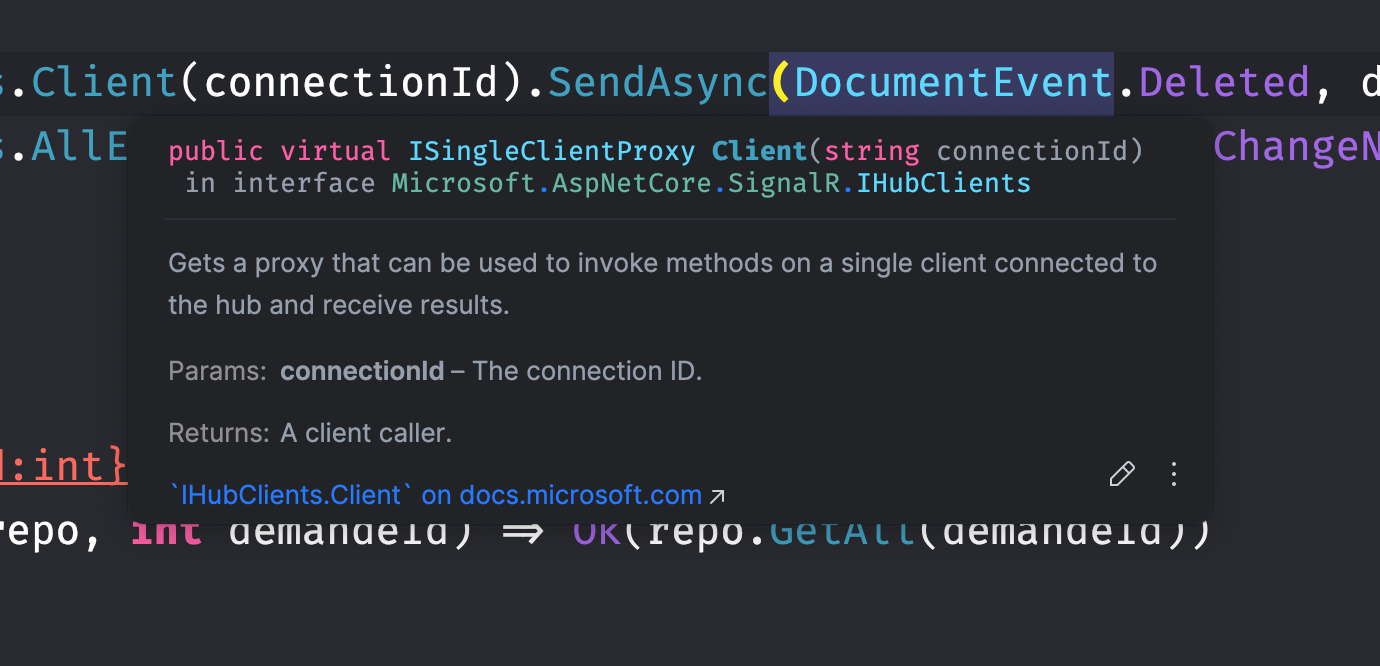 s.Client(connectionId).SendAsync(DocumentEvent.Deleted, d
s.AllE
ChangeN
public virtual ISingleClientProxy Client(string connectionId)
in interface Microsoft.AspNetCore.SignalR.IHubClients
Gets a proxy that can be used to invoke methods on a single client connected to
the hub and receive results.
Params: connectionId – The connection ID.
Returns: A client caller.
d:int}
`IHubClients.Client` on docs.microsoft.com ↗
repo, int demandeId) => Ok(repo.GetAll(demandeId))